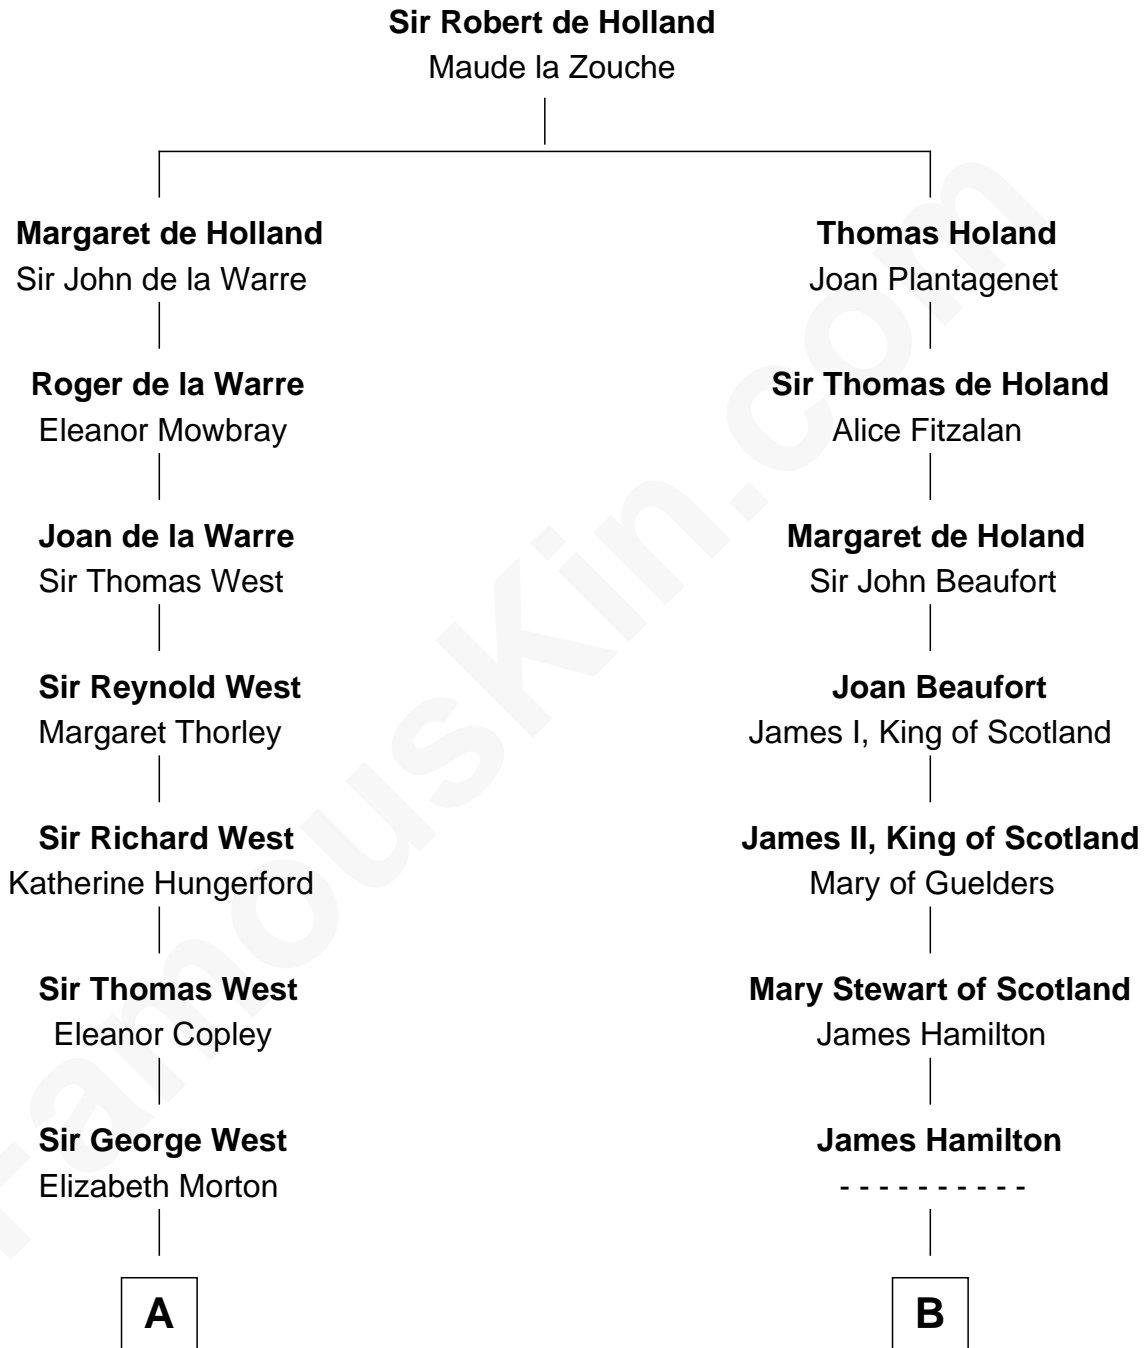 Sir Robert de Holland
Maude la Zouche
Margaret de Holland
Sir John de la Warre
Thomas Holand
Joan Plantagenet
Roger de la Warre
Eleanor Mowbray
Sir Thomas de Holand
Alice Fitzalan
Joan de la Warre
Sir Thomas West
Margaret de Holand
Sir John Beaufort
Sir Reynold West
Margaret Thorley
Joan Beaufort
James I, King of Scotland
Sir Richard West
Katherine Hungerford
James II, King of Scotland
Mary of Guelders
Sir Thomas West
Eleanor Copley
Mary Stewart of Scotland
James Hamilton
Sir George West
Elizabeth Morton
James Hamilton
- - - - - - - - - -
A
B
FamousKin.com